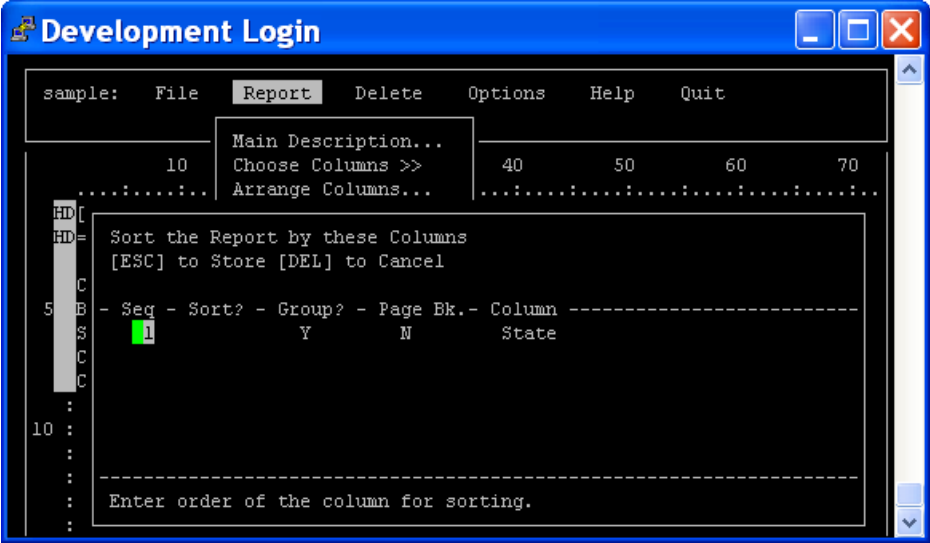 Development Login
sample: File Report Delete Options Help Quit
Main Description...
10 Choose Columns >> 40 50 60 70
....:....:.. Arrange Columns... ...:....:....:....:....:....:....:..
HD[
HD= Sort the Report by these Columns
[ESC] to Store [DEL] to Cancel
C
5 B - Seq - Sort? - Group? - Page Bk.- Column -----------------------------
S 1 Y N State
C
C
:
10 :
:
: ---------------------------------------------------------------------
: Enter order of the column for sorting.
: